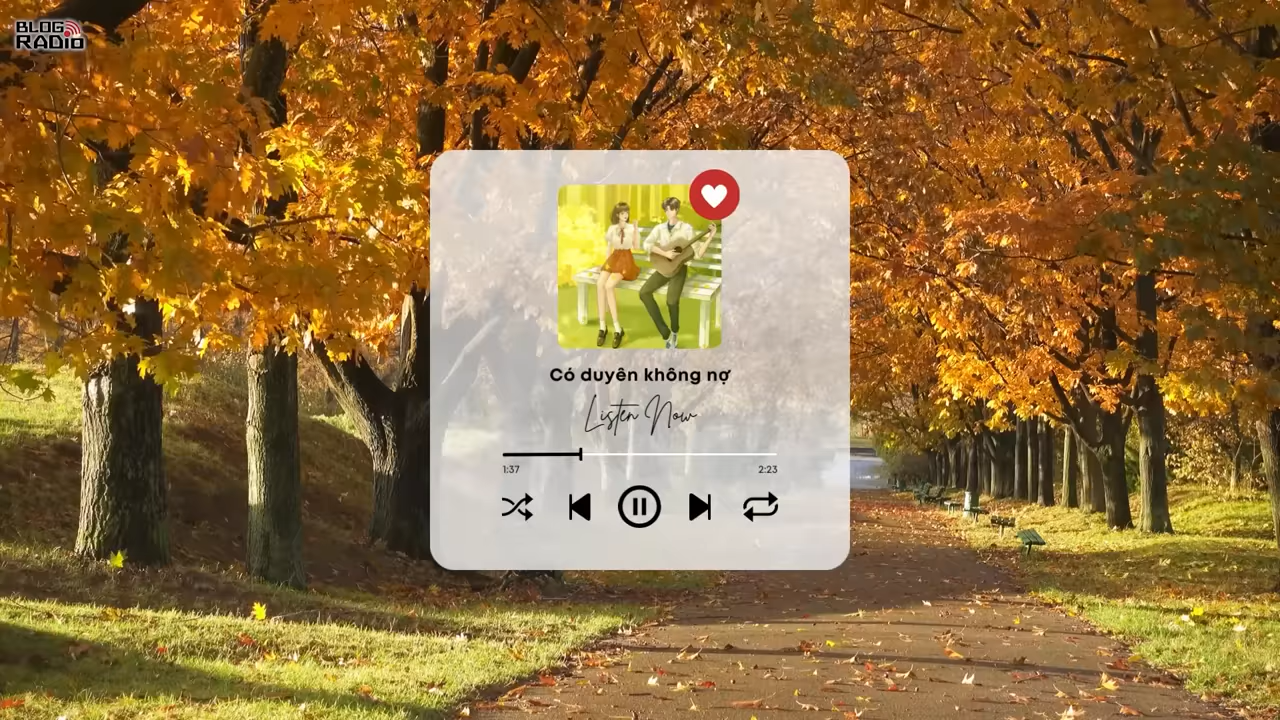 BLOG
RADIO
Có duyên không nợ
Listen Now
1:37 2:23